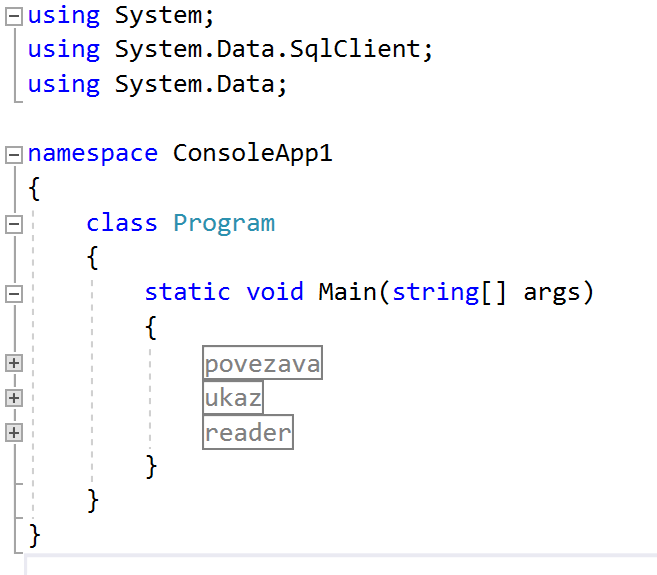 using System;
using System.Data.SqlClient;
using System.Data;
namespace ConsoleApp1
{
class Program
{
static void Main(string[] args)
{
povezava
ukaz
reader
}
}
}